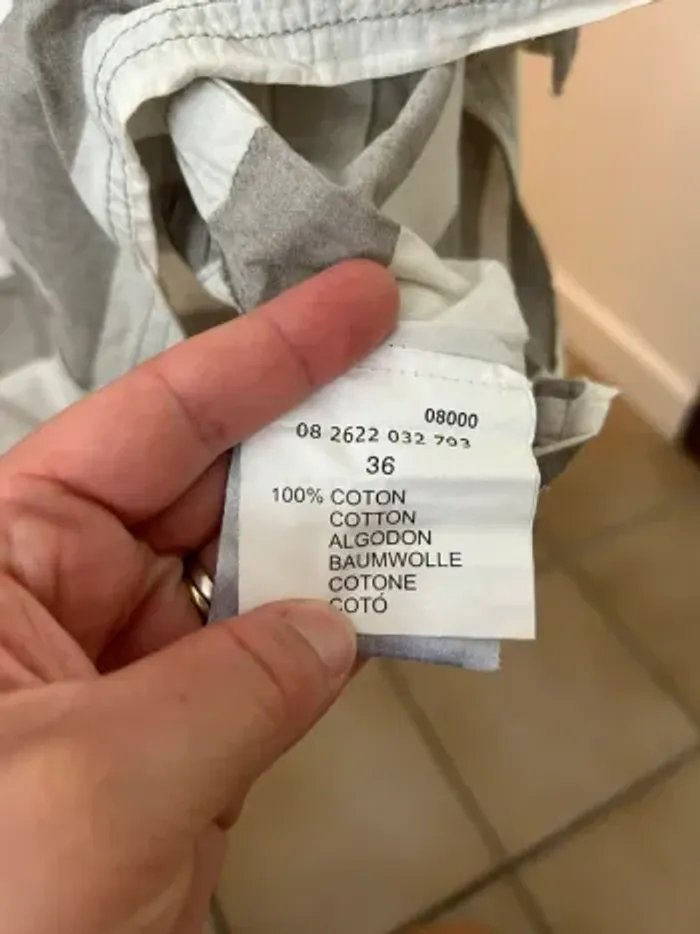 08000
08 2622 032 793
36
100% COTON
COTTON
ALGODON
BAUMWOLLE
COTONE
COTÓ